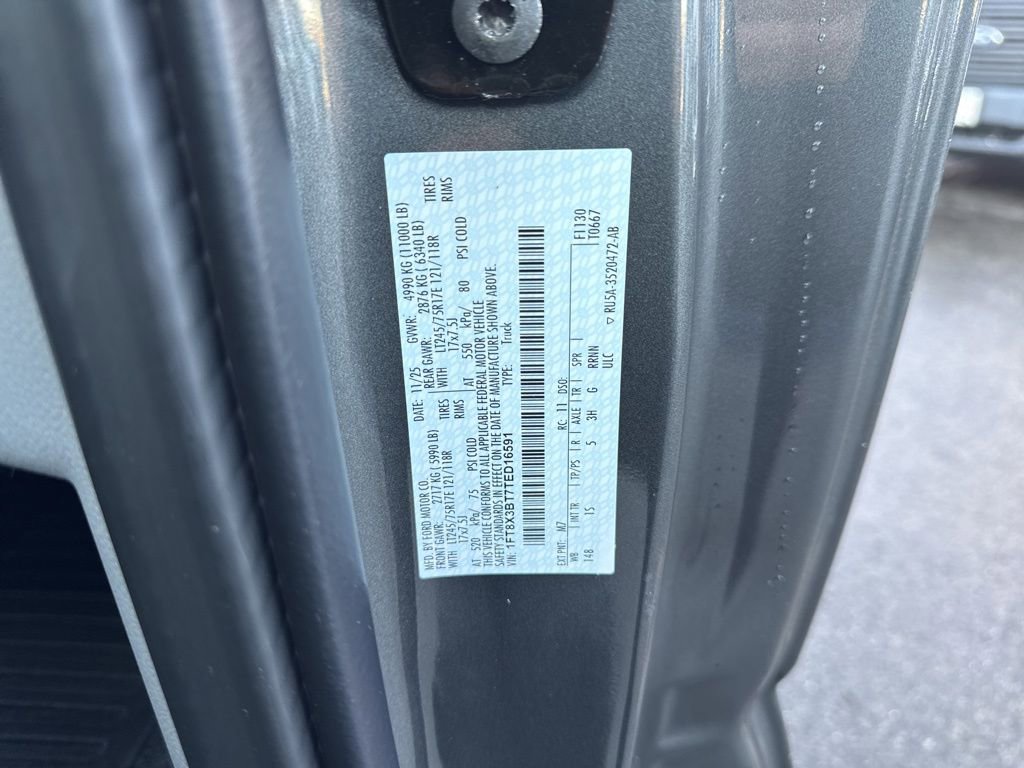 MFD. BY FORD MOTOR CO. DATE: 11/25 GVWR: 4990 KG (11000 LB)
FRONT GAWR: 2717 KG (5990 LB) REAR GAWR: 2876 KG (6340 LB)
WITH LT245/75R17E 121/118R TIRES WITH LT245/75R17E 121/118R TIRES
17x7.5J RIMS 17x7.5J RIMS
AT 520 kPa/ 75 PSI COLD AT 550 kPa/ 80 PSI COLD
THIS VEHICLE CONFORMS TO ALL APPLICABLE FEDERAL MOTOR VEHICLE
SAFETY STANDARDS IN EFFECT ON THE DATE OF MANUFACTURE SHOWN ABOVE.
VIN: 1FT8X3BT7TED16591 TYPE: Truck
F1130
T0667
EXT PNT: M7 RC: 11 DSO:
WB INT TR TP/PS R AXLE TR SPR
148 1S 5 3H G RRNN
ULC
▽ RU5A-3520472-AB